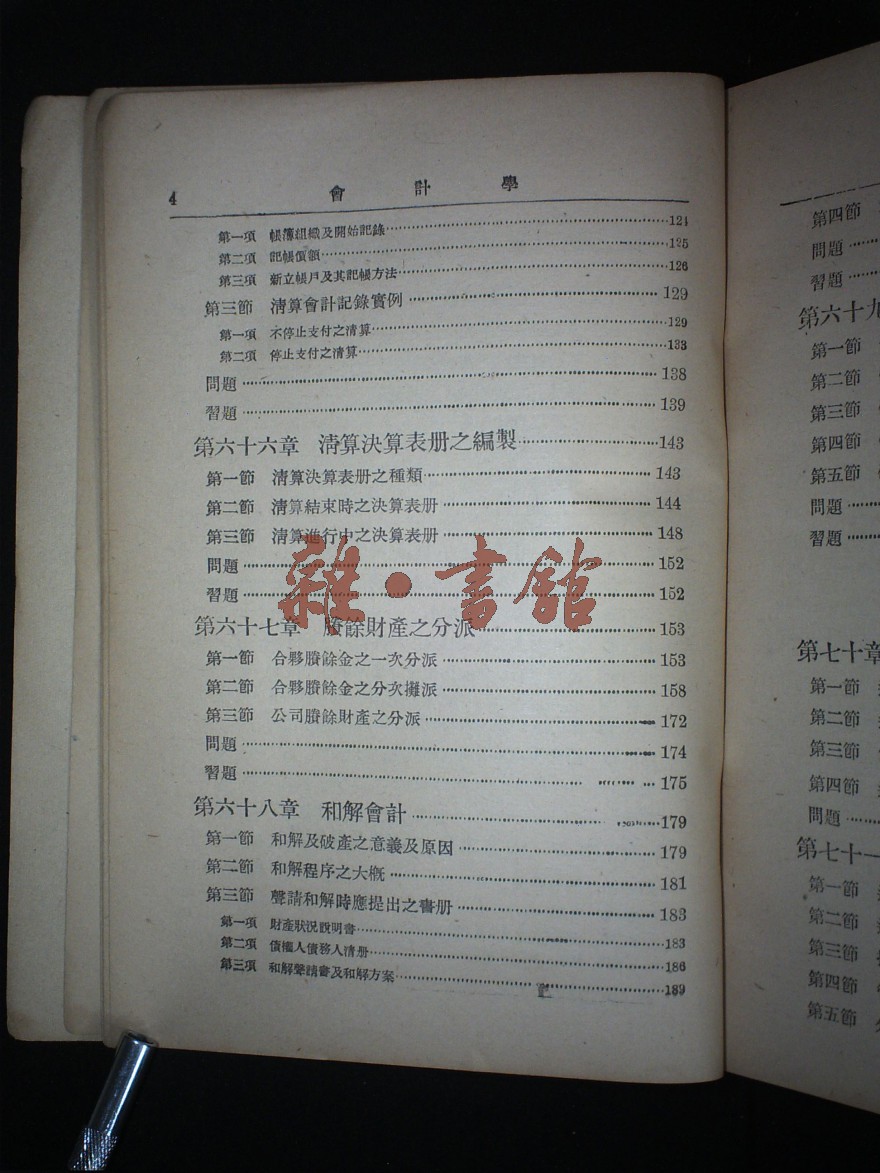 4 會計學
第一項 帳簿組織及開始記錄 124
第二項 記帳價額 125
第三項 新立帳戶及其記帳方法 126
第三節 淸算會計記錄實例 129
第一項 不停止支付之淸算 129
第二項 停止支付之淸算 133
問題 138
習題 139
第六十六章 淸算決算表册之編製 143
第一節 淸算決算表册之種類 143
第二節 淸算結束時之決算表册 144
第三節 淸算進行中之決算表册 148
問題 152
習題 152
第六十七章 賸餘財產之分派 153
第一節 合夥賸餘金之一次分派 153
第二節 合夥賸餘金之分次攤派 158
第三節 公司賸餘財產之分派 172
問題 174
習題 175
第六十八章 和解會計 179
第一節 和解及破產之意義及原因 179
第二節 和解程序之大槪 181
第三節 聲請和解時應提出之書册 183
第一項 財產狀況說明書 183
第二項 債權人債務人淸册 186
第三項 和解聲請書及和解方案 189
雜·書館
第四節
問題
習題
第六十九
第一節
第二節
第三節
第四節
第五節
問題
習題
第七十章
第一節
第二節
第三節
第四節
問題
第七十一
第一節
第二節
第三節
第四節
第五節